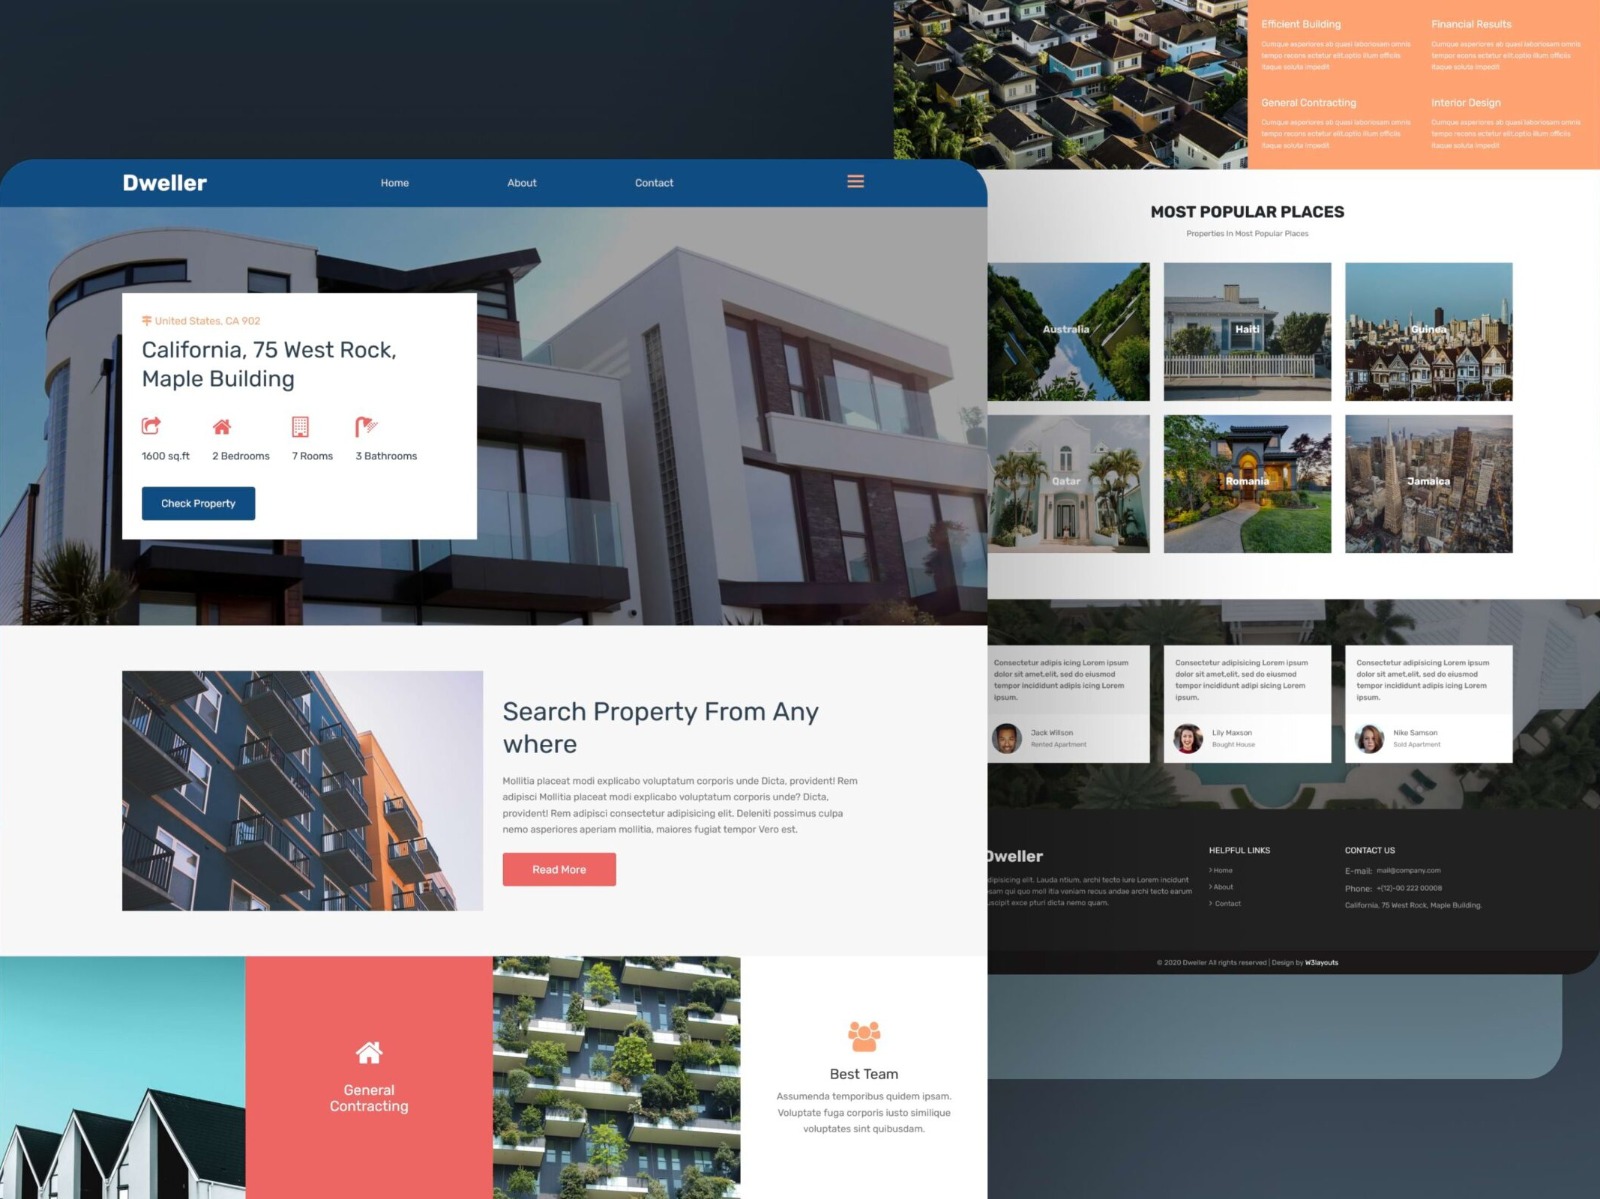 Dweller
Home
About
Contact
United States, CA 902
California, 75 West Rock,
Maple Building
1600 sq.ft
2 Bedrooms
7 Rooms
3 Bathrooms
Check Property
Search Property From Any
where
Mollitia placeat modi explicabo voluptatum corporis unde Dicta, provident! Rem
adipisci Mollitia placeat modi explicabo voluptatum corporis unde? Dicta,
provident! Rem adipisci consectetur adipisicing elit. Deleniti possimus culpa
nemo asperiores aperiam mollitia, maiores fugiat tempor Vero est.
Read More
General
Contracting
Best Team
Assumenda temporibus quidem ipsam.
Voluptate fuga corporis iusto similique
voluptates sint quibusdam.
Efficient Building
Cumque asperiores ab quasi laboriosam omnis
tempo recons ectetur elit.optio illum officiis
itaque soluta impedit
Financial Results
Cumque asperiores ab quasi laboriosam omnis
tempor recons ectetur elit.optio illum officiis
itaque soluta impedit
General Contracting
Cumque asperiores ab quasi laboriosam omnis
tempo recons ectetur elit.optio illum officiis
itaque soluta impedit
Interior Design
Cumque asperiores ab quasi laboriosam omnis
tempo recons ectetur elit.optio illum officiis
itaque soluta impedit
MOST POPULAR PLACES
Properties In Most Popular Places
Australia
Haiti
Guinea
Qatar
Romania
Jamaica
Consectetur adipis icing Lorem ipsum
dolor sit amet.elit, sed do eiusmod
tempor incididunt adipis icing Lorem
ipsum.
Jack Wilson
Rented Apartment
Consectetur adipisicing Lorem ipsum
dolor sit amet.elit, sed do eiusmod
tempor incididunt adipi sicing Lorem
ipsum.
Lily Maxson
Bought House
Consectetur adipisicing Lorem ipsum
dolor sit amet.elit, sed do eiusmod
tempor incididunt adipisicing Lorem
ipsum.
Nike Samson
Sold Apartment
Dweller
dipisicing elit. Lauda ntium, archi tecto iure Lorem incidunt
sam qui quo moll itia veniam recus andae archi tecto earum
uscipit exce pturi dicta nemo quam.
HELPFUL LINKS
Home
About
Contact
CONTACT US
E-mail: mail@company.com
Phone: +(12)-00 222 00008
California, 75 West Rock, Maple Building.
© 2020 Dweller All rights reserved | Design by W3layouts